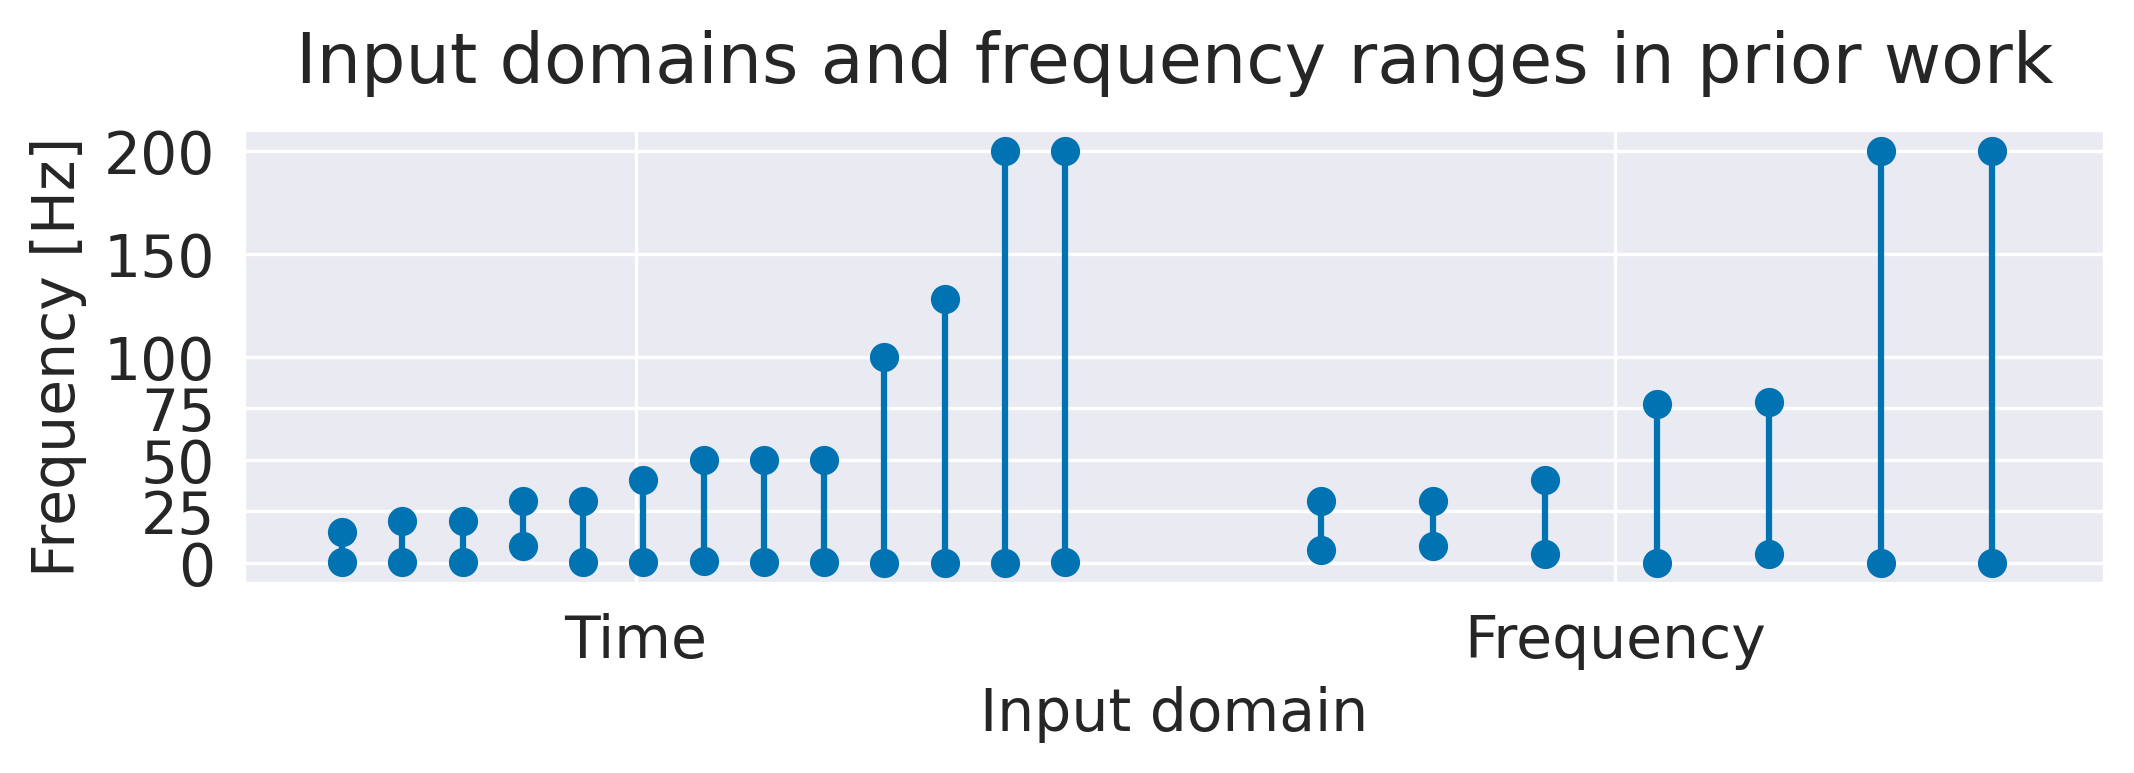 Input domains and frequency ranges in prior work
Frequency [Hz]
200
150
100
75
50
25
0
Time
Frequency
Input domain